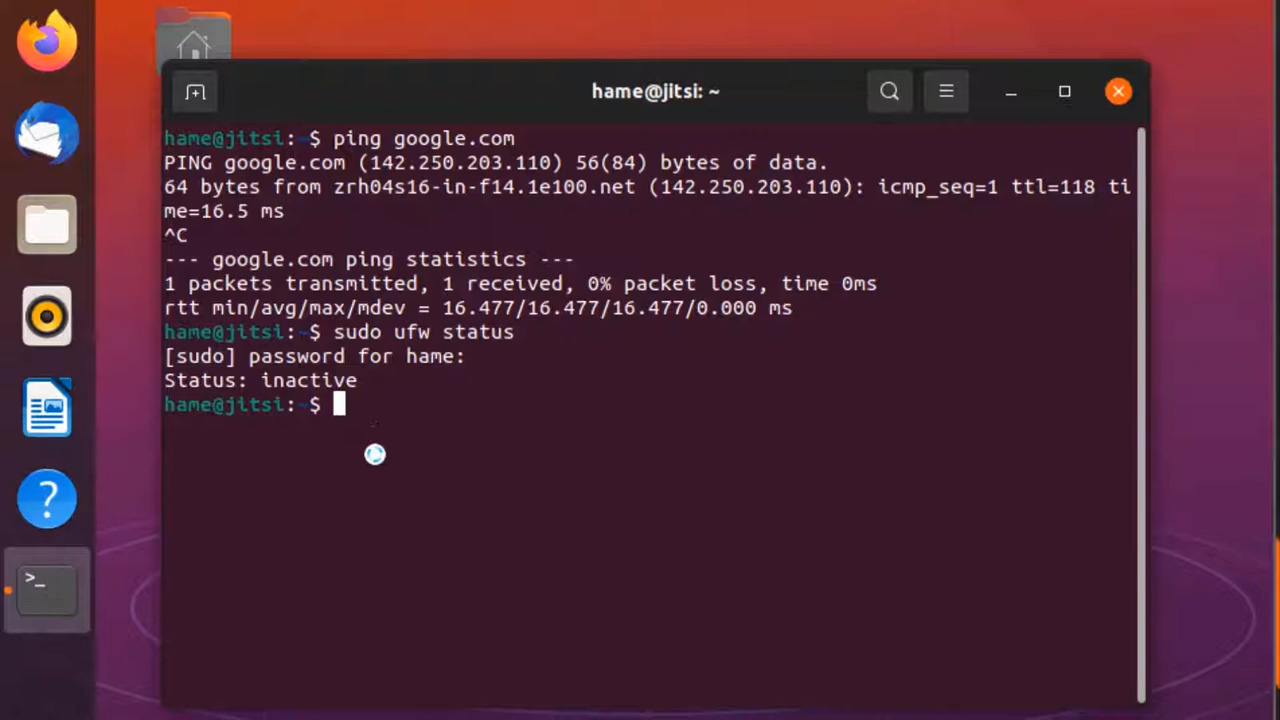 hame@jitsi: ~
hame@jitsi:~$ ping google.com
PING google.com (142.250.203.110) 56(84) bytes of data.
64 bytes from zrh04s16-in-f14.1e100.net (142.250.203.110): icmp_seq=1 ttl=118 ti
me=16.5 ms
^C
--- google.com ping statistics ---
1 packets transmitted, 1 received, 0% packet loss, time 0ms
rtt min/avg/max/mdev = 16.477/16.477/16.477/0.000 ms
hame@jitsi:~$ sudo ufw status
[sudo] password for hame:
Status: inactive
hame@jitsi:~$